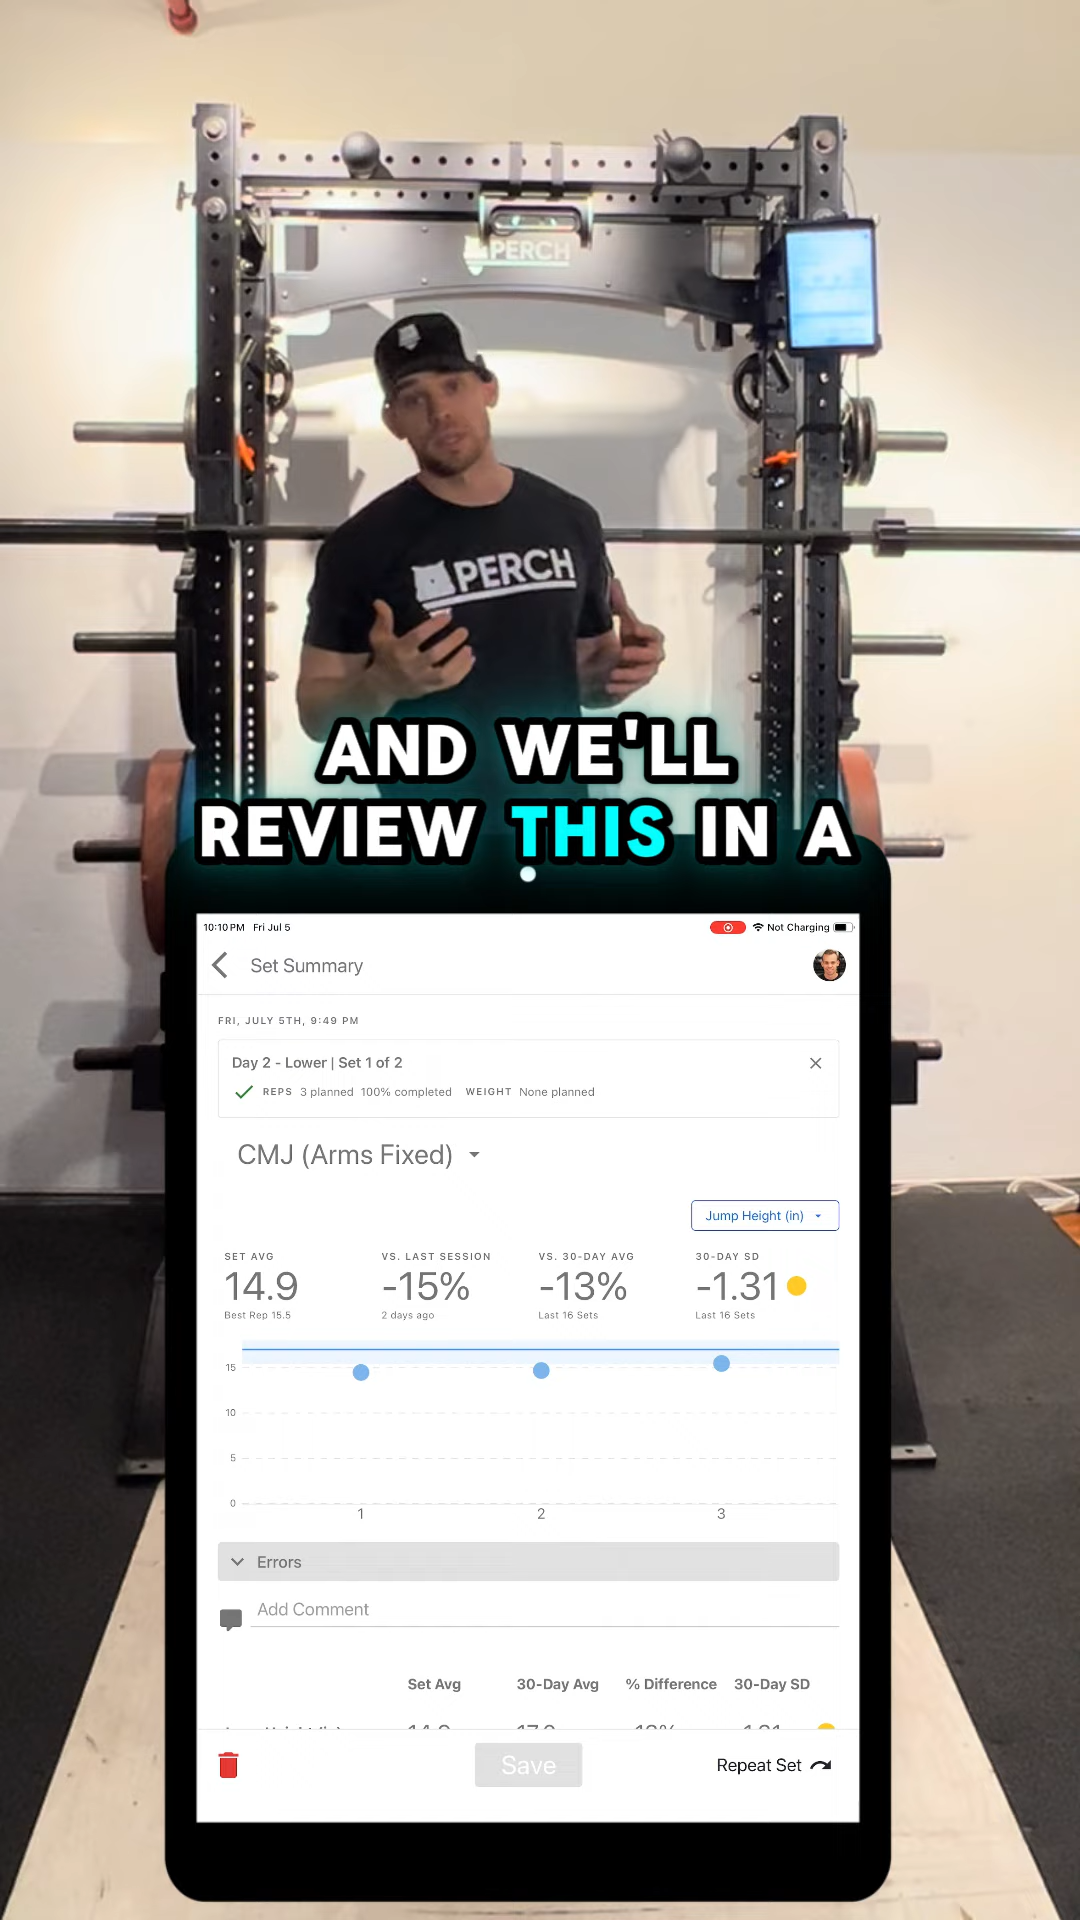 PERCH
PERCH
AND WE'LL
REVIEW THIS IN A
10:10 PM Fri Jul 5
Not Charging
Set Summary
FRI, JULY 5TH, 9:49 PM
Day 2 - Lower | Set 1 of 2
REPS 3 planned 100% completed WEIGHT None planned
CMJ (Arms Fixed)
Jump Height (in)
SET AVG VS. LAST SESSION VS. 30-DAY AVG 30-DAY SD
14.9 -15% -13% -1.31
Best Rep 15.5 2 days ago Last 16 Sets Last 16 Sets
15
10
5
0
1 2 3
Errors
Add Comment
Set Avg 30-Day Avg % Difference 30-Day SD
Save
Repeat Set